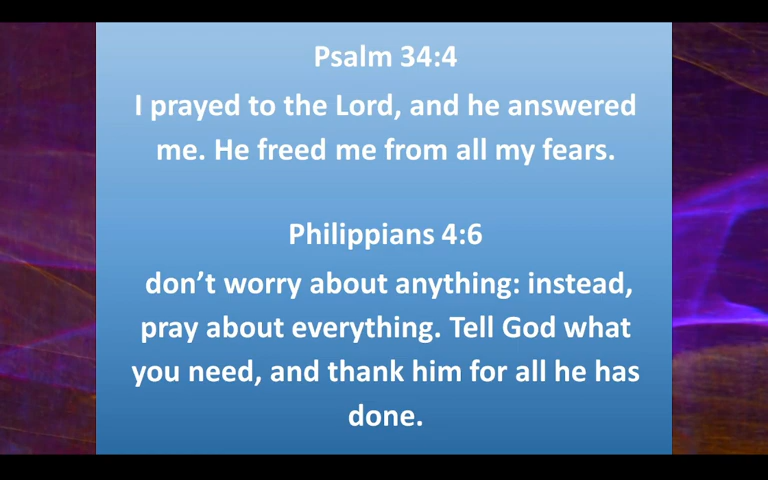 Psalm 34:4
I prayed to the Lord, and he answered
me. He freed me from all my fears.
Philippians 4:6
don’t worry about anything: instead,
pray about everything. Tell God what
you need, and thank him for all he has
done.